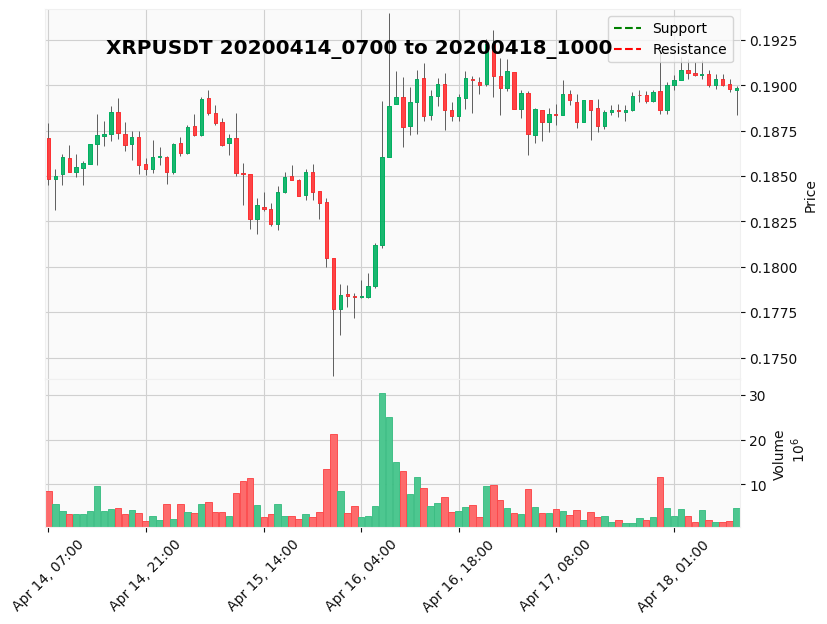 XRPUSDT 20200414_0700 to 20200418_1000
Support
Resistance
0.1925
0.1900
0.1875
0.1850
0.1825
0.1800
0.1775
0.1750
Price
30
20
10
Volume
10⁶
Apr 14, 07:00
Apr 14, 21:00
Apr 15, 14:00
Apr 16, 04:00
Apr 16, 18:00
Apr 17, 08:00
Apr 18, 01:00